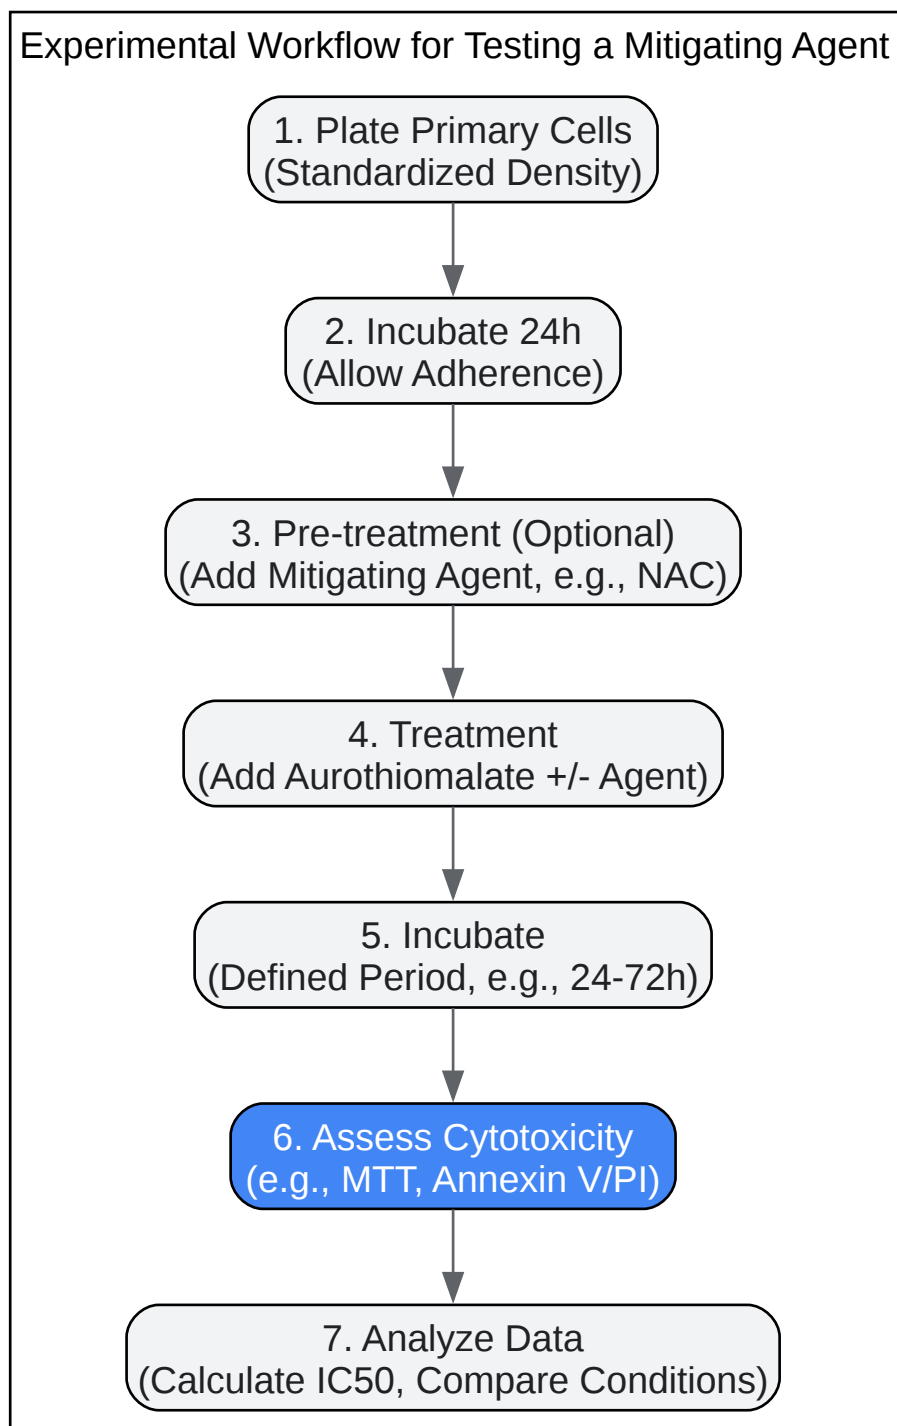 Experimental Workflow for Testing a Mitigating Agent
1. Plate Primary Cells
(Standardized Density)
2. Incubate 24h
(Allow Adherence)
3. Pre-treatment (Optional)
(Add Mitigating Agent, e.g., NAC)
4. Treatment
(Add Aurothiomalate +/- Agent)
5. Incubate
(Defined Period, e.g., 24-72h)
6. Assess Cytotoxicity
(e.g., MTT, Annexin V/PI)
7. Analyze Data
(Calculate IC50, Compare Conditions)